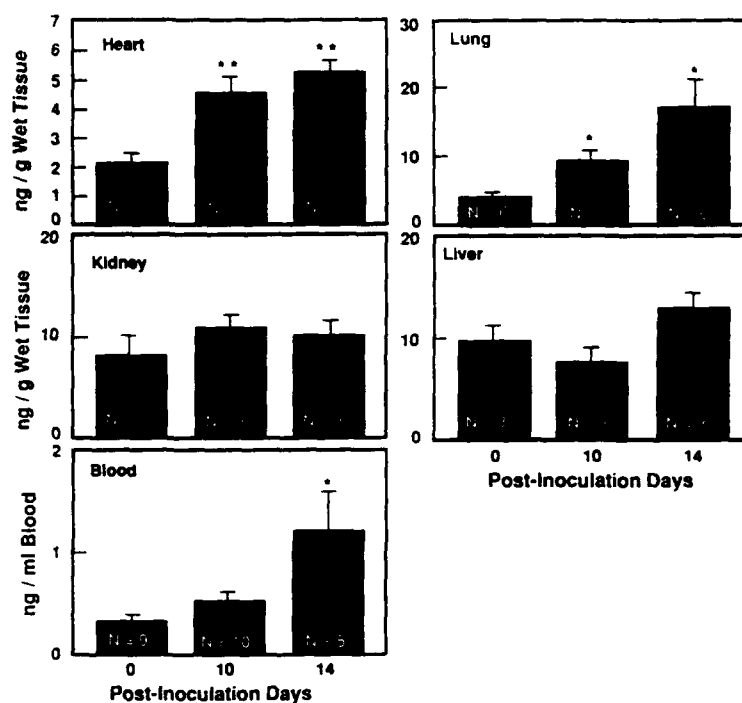 Heart
ng / g Wet Tissue
7
6
5
4
3
2
1
0
* *
* *
Lung
30
20
10
0
*
*
Kidney
ng / g Wet Tissue
20
10
0
Liver
20
10
0
0 10 14
Post-Inoculation Days
Blood
ng / ml Blood
2
1
0
*
N = 9 N = 10
0 10 14
Post-Inoculation Days